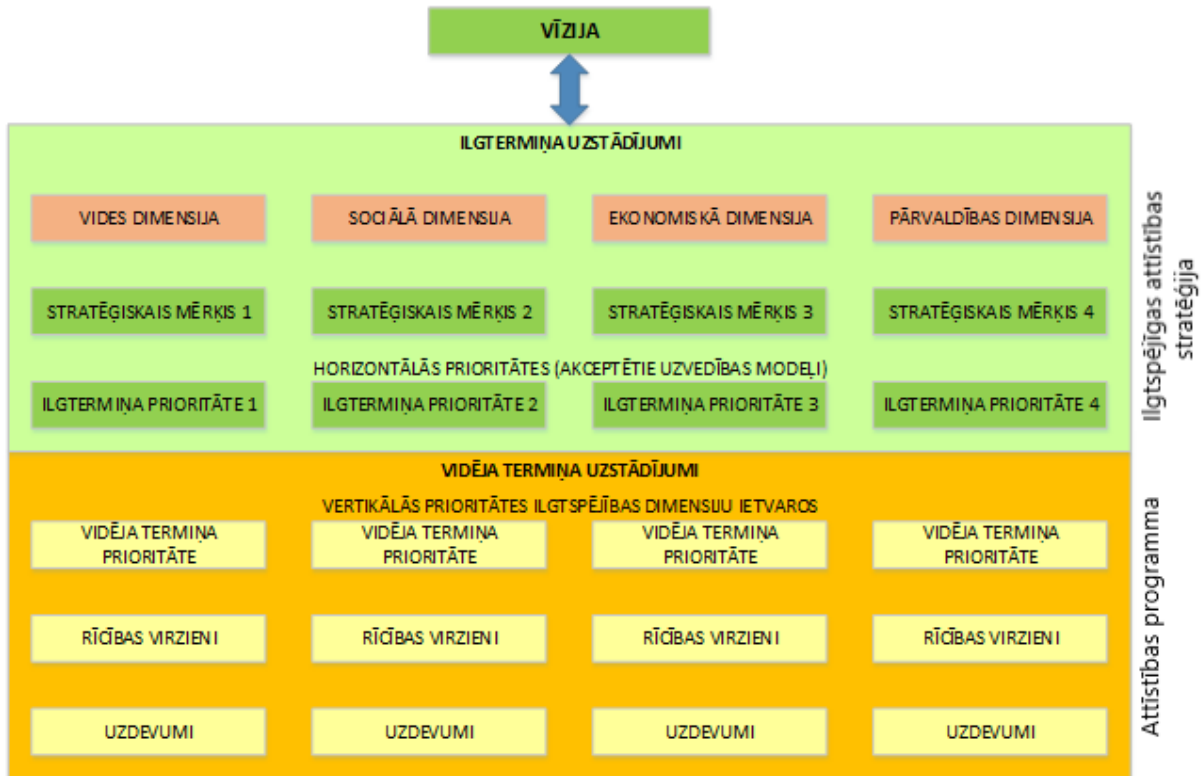 VĪZIJA
ILGTERMIŅA UZSTĀDĪJUMI
VIDES DIMENSIJA
SOCIĀLĀ DIMENSIJA
EKONOMISKĀ DIMENSIJA
PĀRVALDĪBAS DIMENSIJA
STRATĒĢISKAIS MĒRĶIS 1
STRATĒĢISKAIS MĒRĶIS 2
STRATĒĢISKAIS MĒRĶIS 3
STRATĒĢISKAIS MĒRĶIS 4
HORIZONTĀLĀS PRIORITĀTES (AKCEPTĒTIE UZVEDĪBAS MODEĻI)
ILGTERMIŅA PRIORITĀTE 1
ILGTERMIŅA PRIORITĀTE 2
ILGTERMIŅA PRIORITĀTE 3
ILGTERMIŅA PRIORITĀTE 4
Ilgtspējīgas attīstības
stratēģija
VIDĒJA TERMIŅA UZSTĀDĪJUMI
VERTIKĀLĀS PRIORITĀTES ILGTSPĒJĪBAS DIMENSIJU IETVAROS
VIDĒJA TERMIŅA
PRIORITĀTE
VIDĒJA TERMIŅA
PRIORITĀTE
VIDĒJA TERMIŅA
PRIORITĀTE
VIDĒJA TERMIŅA
PRIORITĀTE
RĪCĪBAS VIRZIENI
RĪCĪBAS VIRZIENI
RĪCĪBAS VIRZIENI
RĪCĪBAS VIRZIENI
UZDEVUMI
UZDEVUMI
UZDEVUMI
UZDEVUMI
Attīstības programma